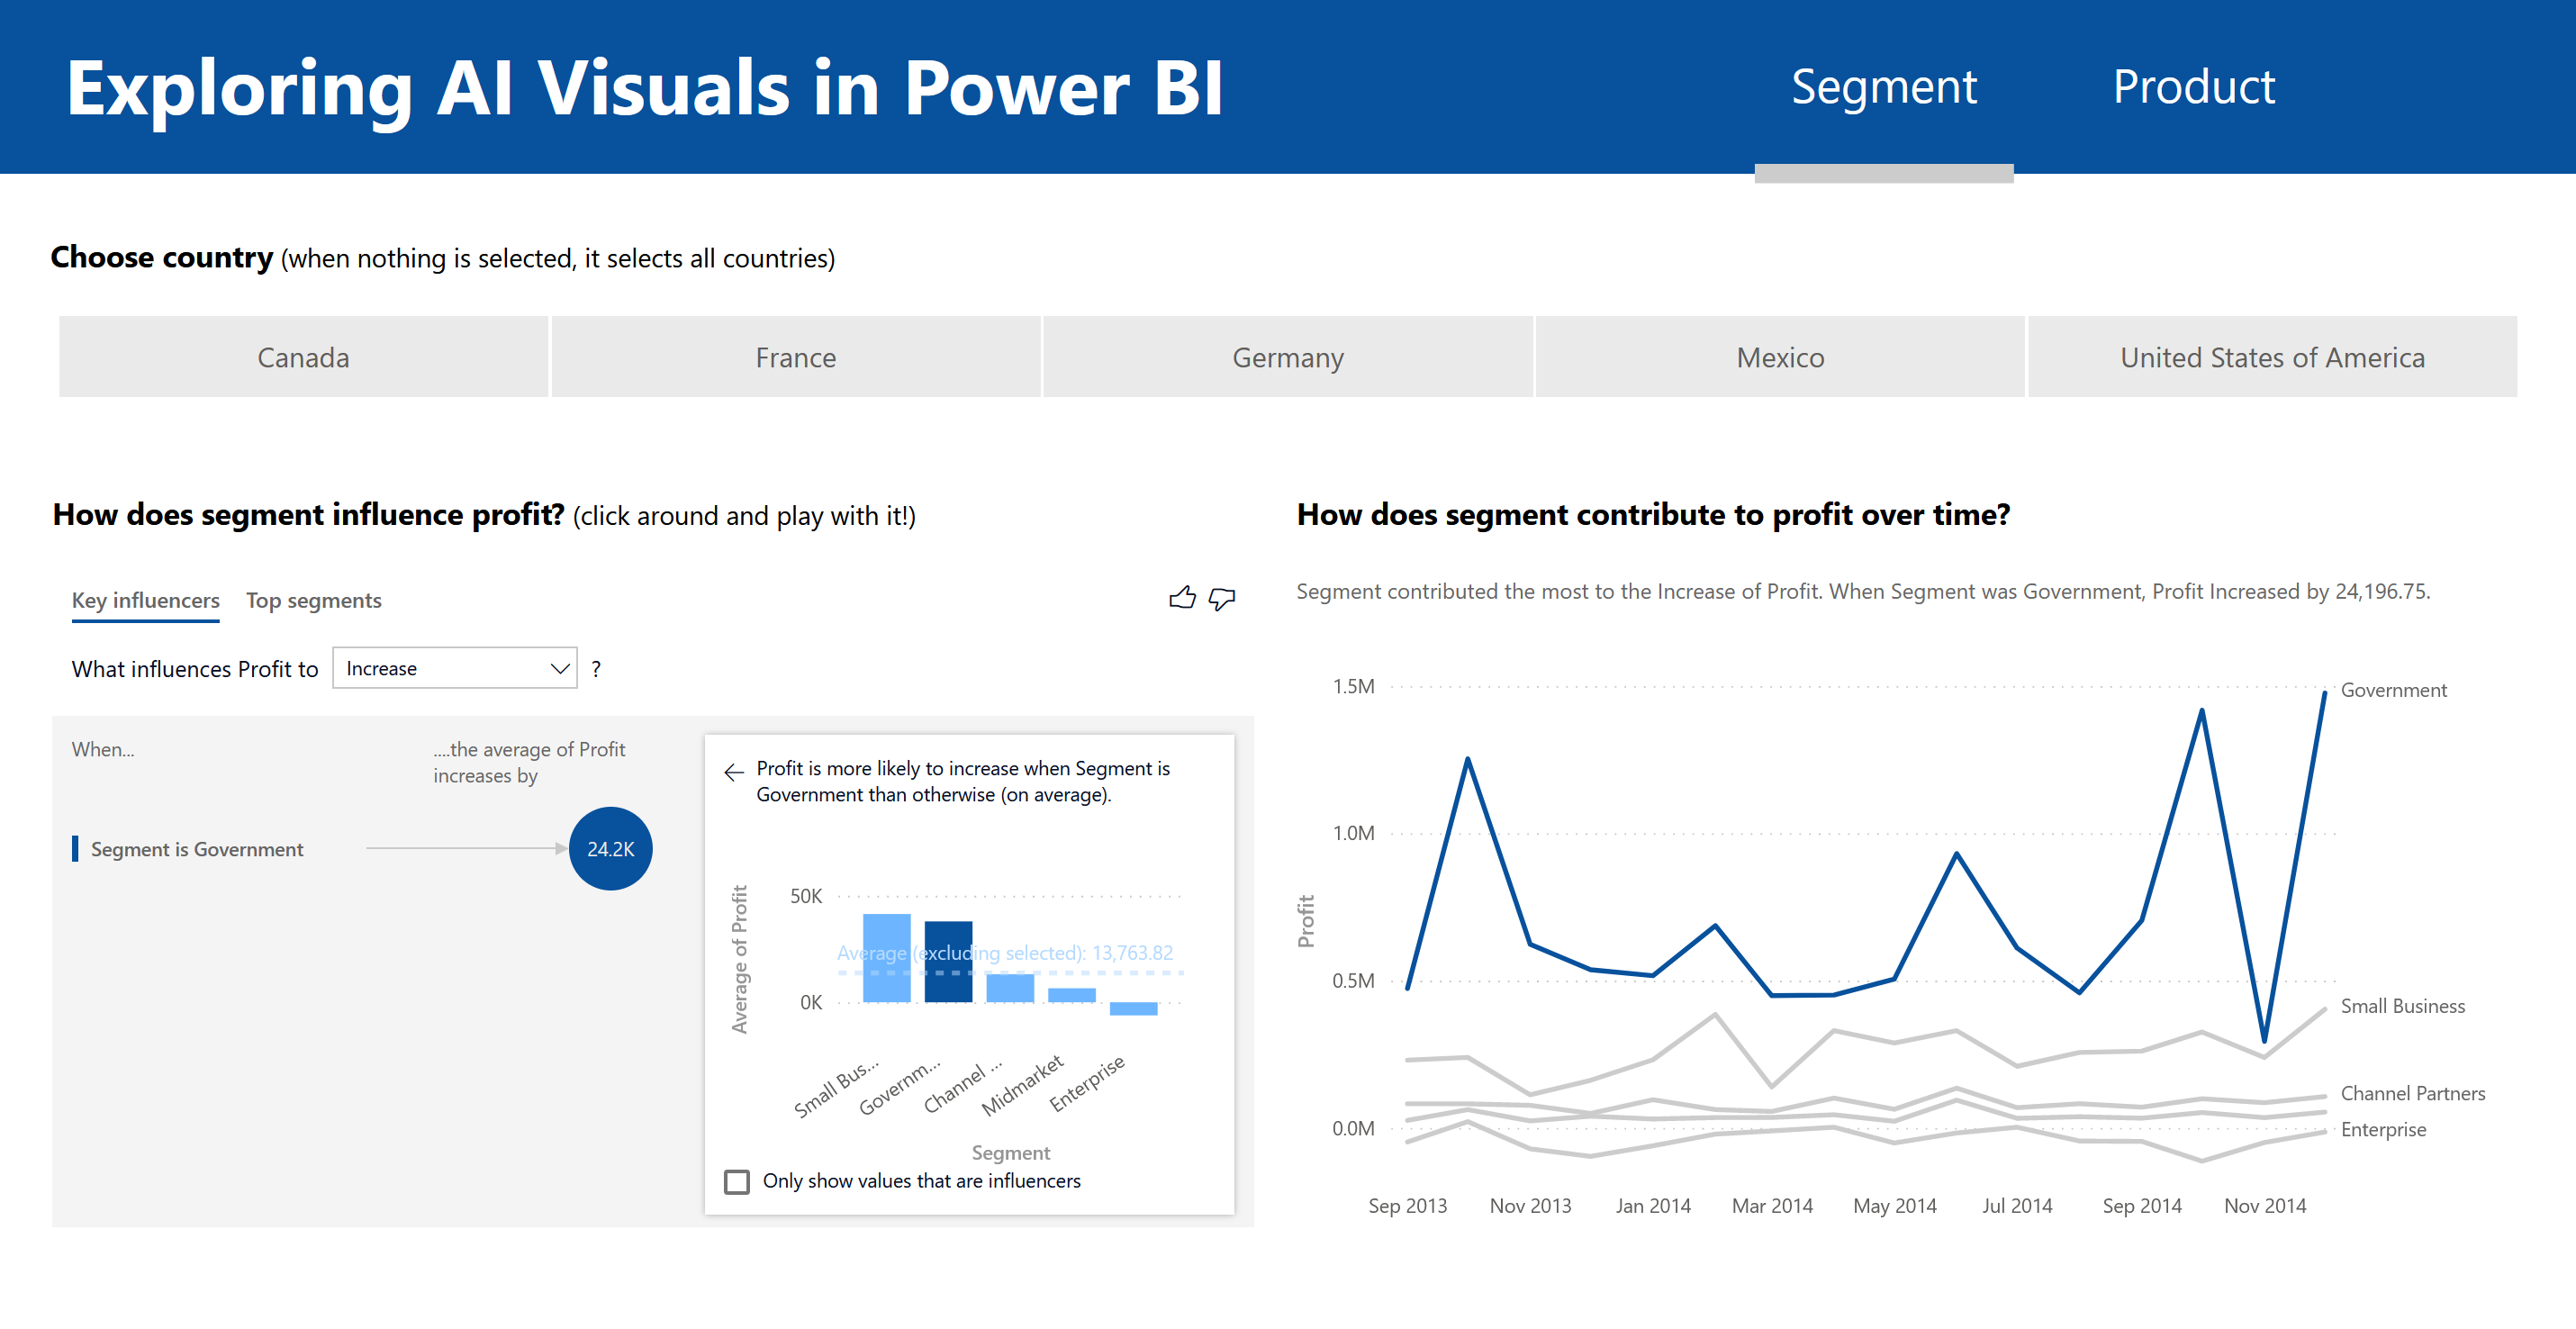 Exploring AI Visuals in Power BI
Segment
Product
Choose country (when nothing is selected, it selects all countries)
Canada
France
Germany
Mexico
United States of America
How does segment influence profit? (click around and play with it!)
Key influencers
Top segments
What influences Profit to
Increase
?
When...
....the average of Profit
increases by
Segment is Government
24.2K
Profit is more likely to increase when Segment is
Government than otherwise (on average).
Average of Profit
50K
Average (excluding selected): 13,763.82
0K
Small Bus...
Governm...
Channel ...
Midmarket
Enterprise
Segment
Only show values that are influencers
How does segment contribute to profit over time?
Segment contributed the most to the Increase of Profit. When Segment was Government, Profit Increased by 24,196.75.
Profit
1.5M
1.0M
0.5M
0.0M
Government
Small Business
Channel Partners
Enterprise
Sep 2013
Nov 2013
Jan 2014
Mar 2014
May 2014
Jul 2014
Sep 2014
Nov 2014